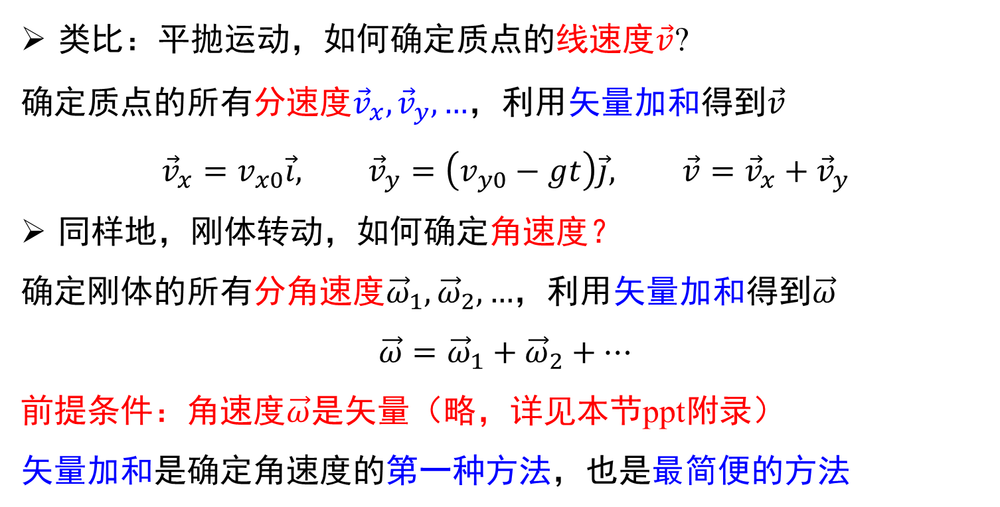 ➢ 类比：平抛运动，如何确定质点的线速度$\vec{v}$?
确定质点的所有分速度$\vec{v}_x, \vec{v}_y, \ldots$，利用矢量加和得到$\vec{v}$
$\vec{v}_x = v_{x0}\vec{\imath}, \quad \vec{v}_y = (v_{y0} - gt)\vec{\jmath}, \quad \vec{v} = \vec{v}_x + \vec{v}_y$
➢ 同样地，刚体转动，如何确定角速度？
确定刚体的所有分角速度$\vec{\omega}_1, \vec{\omega}_2, \ldots$，利用矢量加和得到$\vec{\omega}$
$\vec{\omega} = \vec{\omega}_1 + \vec{\omega}_2 + \cdots$
前提条件：角速度$\vec{\omega}$是矢量（略，详见本节ppt附录）
矢量加和是确定角速度的第一种方法，也是最简便的方法